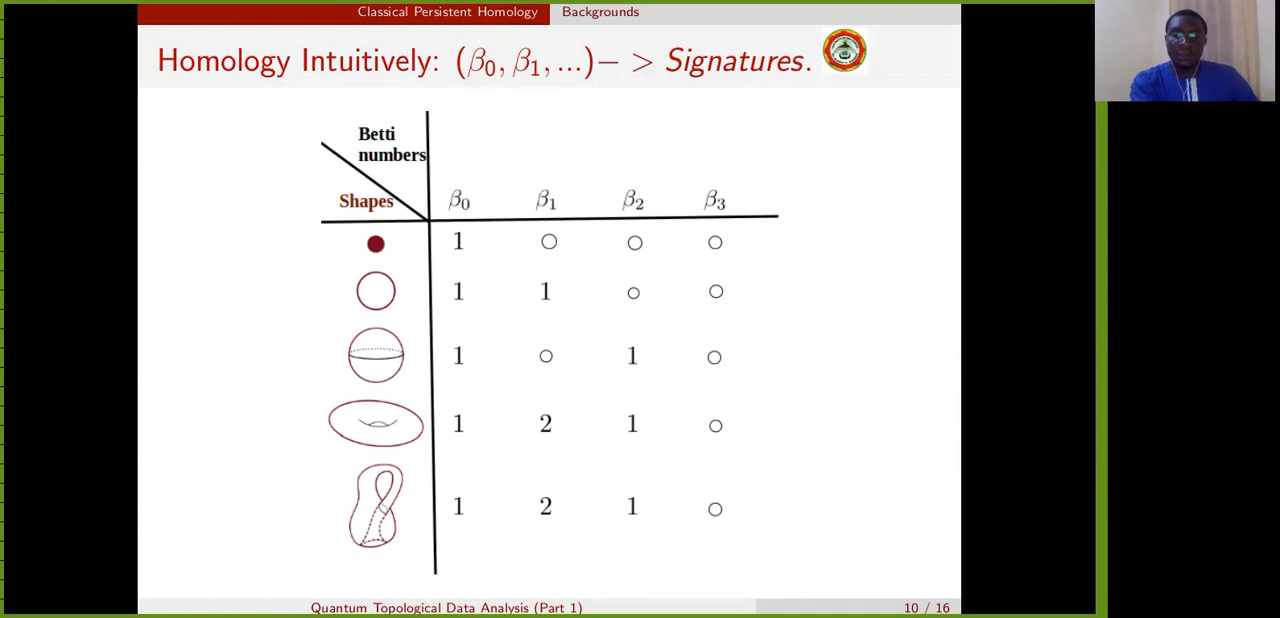 Classical Persistent Homology Backgrounds
Homology Intuitively: (β₀, β₁, ...)− > Signatures.
Betti
numbers
Shapes β₀ β₁ β₂ β₃
1 ○ ○ ○
1 1 ○ ○
1 ○ 1 ○
1 2 1 ○
1 2 1 ○
Quantum Topological Data Analysis (Part 1) 10 / 16